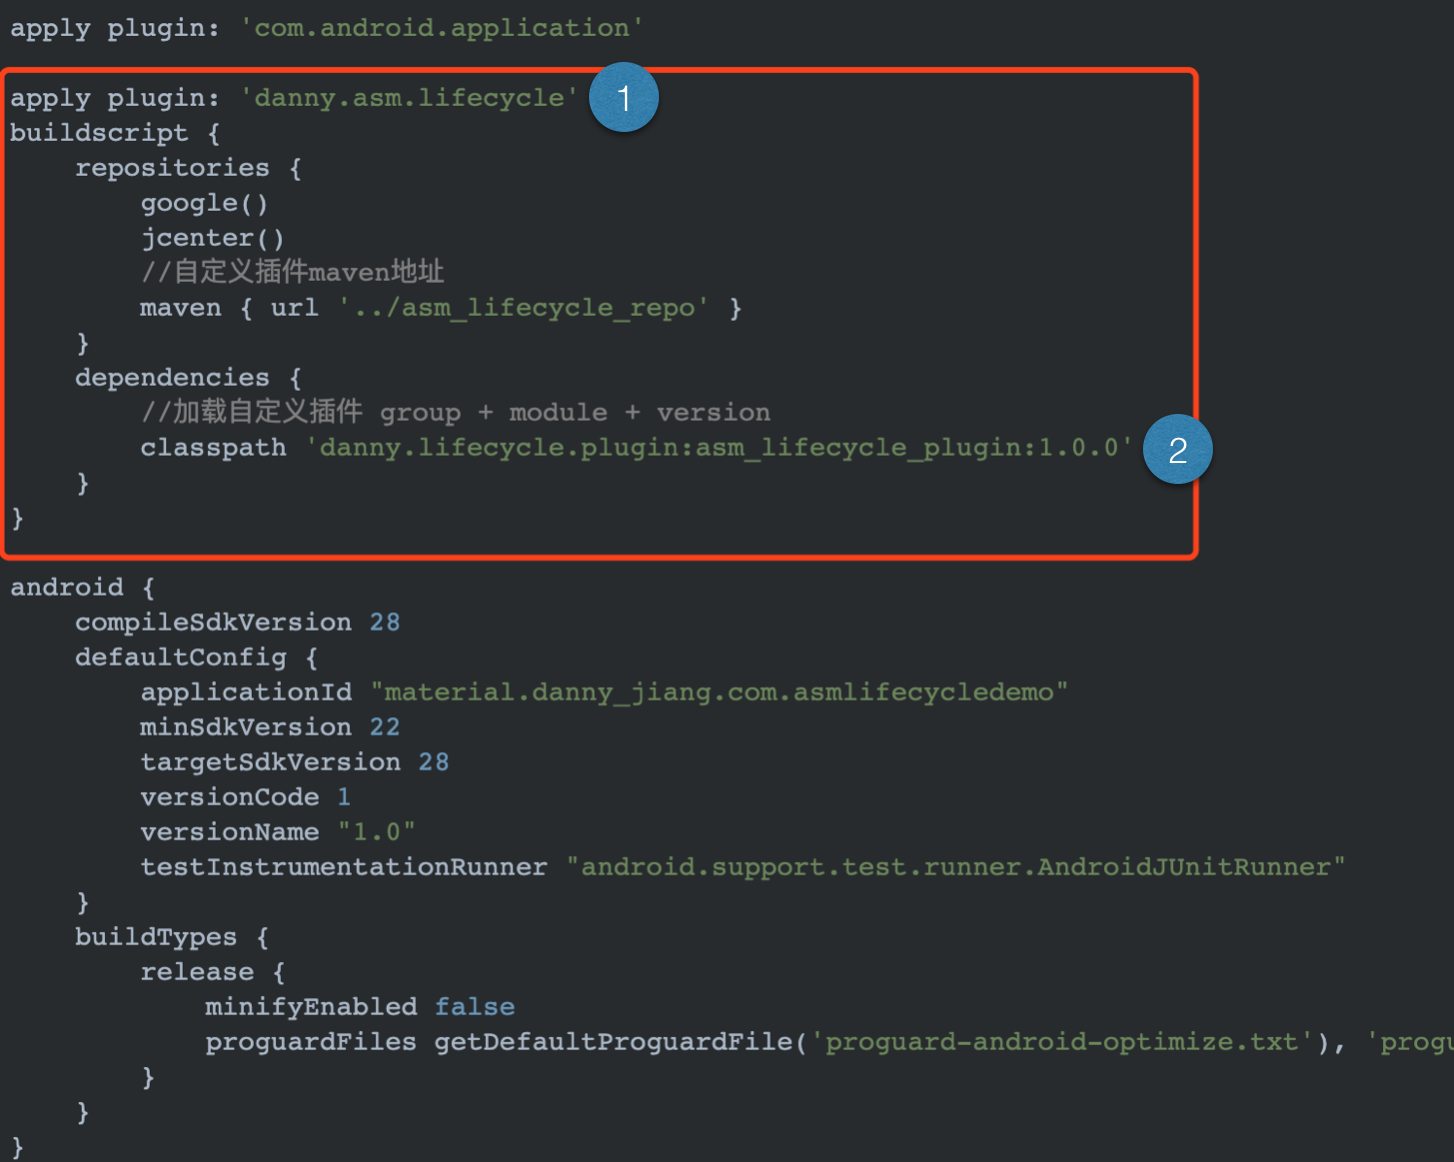 apply plugin: 'com.android.application'
apply plugin: 'danny.asm.lifecycle' 1
buildscript {
    repositories {
        google()
        jcenter()
        //自定义插件maven地址
        maven { url '../asm_lifecycle_repo' }
    }
    dependencies {
        //加载自定义插件 group + module + version
        classpath 'danny.lifecycle.plugin:asm_lifecycle_plugin:1.0.0' 2
    }
}
android {
    compileSdkVersion 28
    defaultConfig {
        applicationId "material.danny_jiang.com.asmlifecycledemo"
        minSdkVersion 22
        targetSdkVersion 28
        versionCode 1
        versionName "1.0"
        testInstrumentationRunner "android.support.test.runner.AndroidJUnitRunner"
    }
    buildTypes {
        release {
            minifyEnabled false
            proguardFiles getDefaultProguardFile('proguard-android-optimize.txt'), 'progu
        }
    }
}